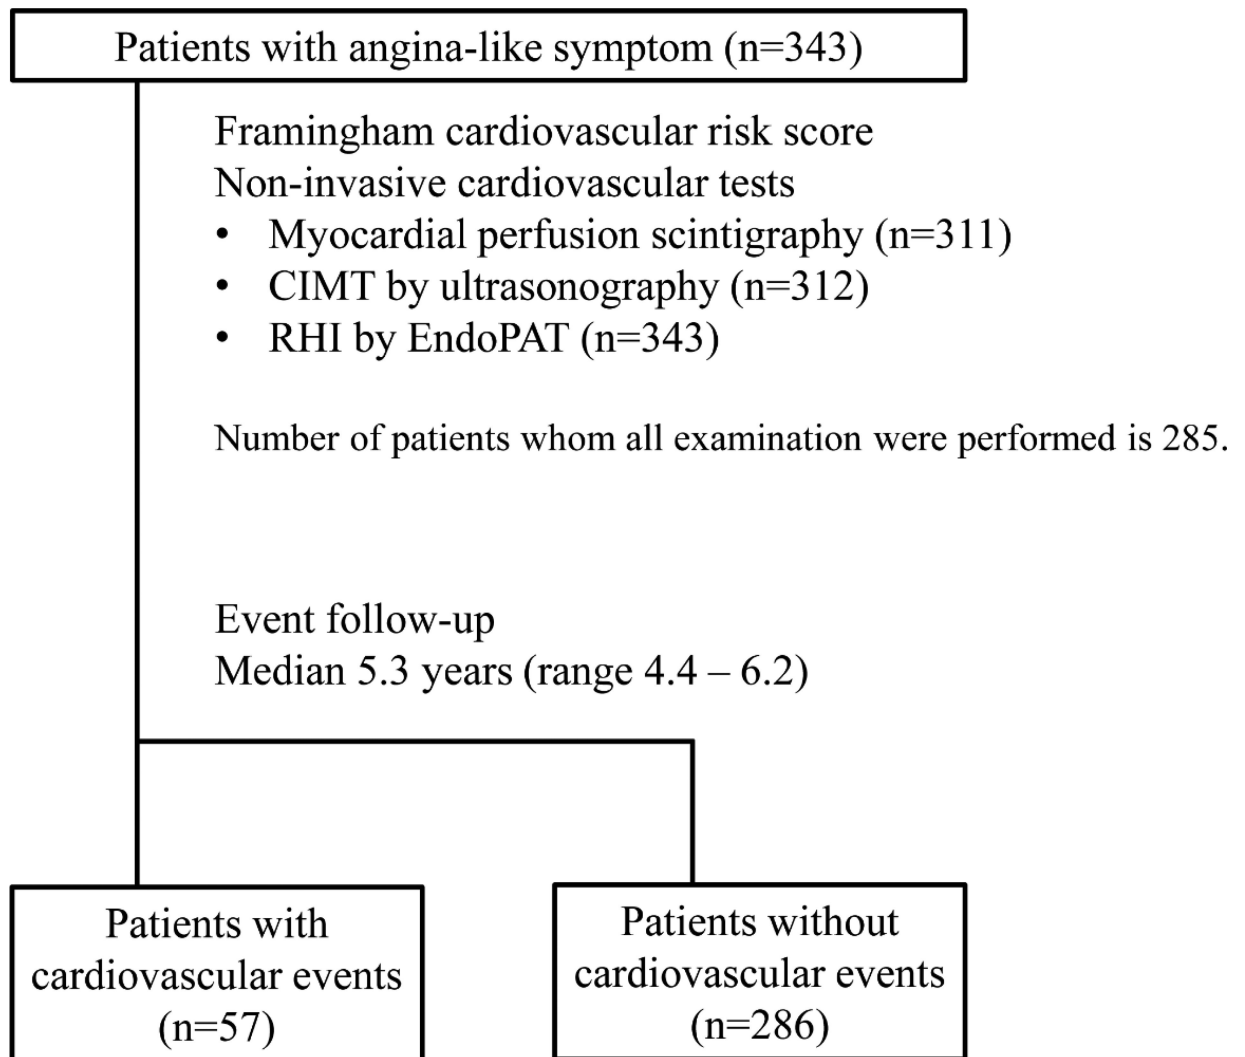 Patients with angina-like symptom (n=343)
Framingham cardiovascular risk score
Non-invasive cardiovascular tests
• Myocardial perfusion scintigraphy (n=311)
• CIMT by ultrasonography (n=312)
• RHI by EndoPAT (n=343)
Number of patients whom all examination were performed is 285.
Event follow-up
Median 5.3 years (range 4.4 – 6.2)
Patients with
cardiovascular events
(n=57)
Patients without
cardiovascular events
(n=286)